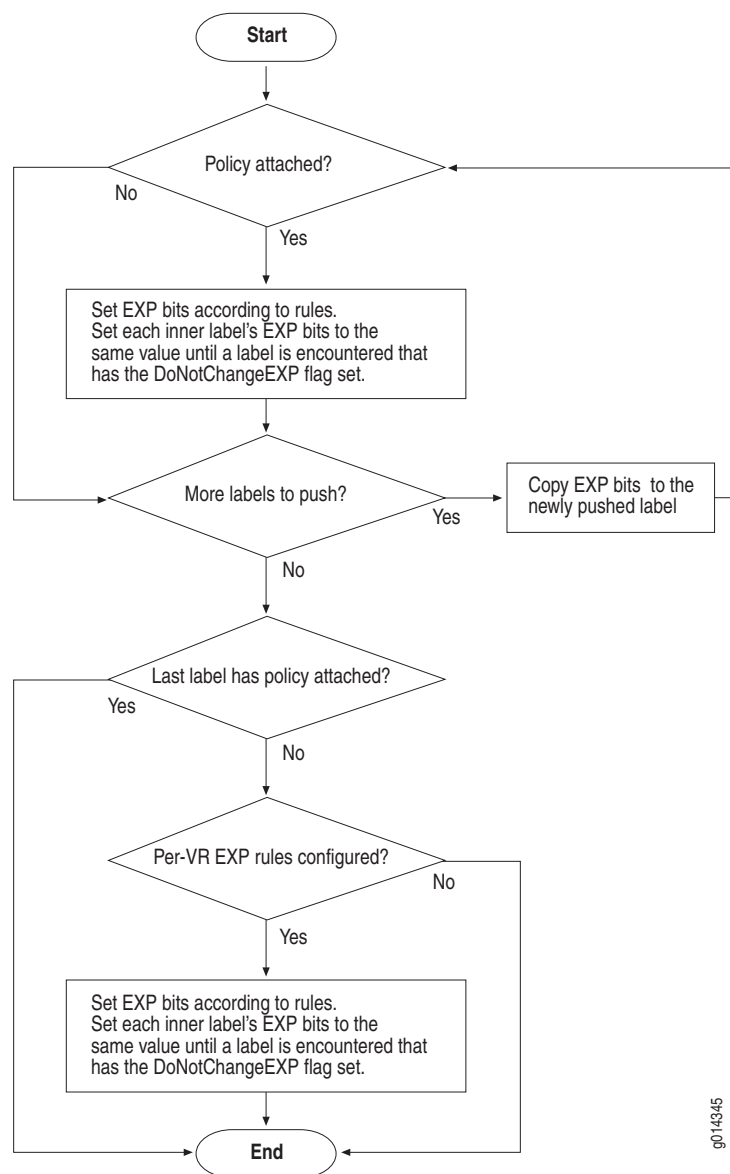 Start
Policy attached?
No
Yes
Set EXP bits according to rules.
Set each inner label's EXP bits to the
same value until a label is encountered that
has the DoNotChangeEXP flag set.
More labels to push?
Yes
Copy EXP bits to the
newly pushed label
No
Last label has policy attached?
Yes
No
Per-VR EXP rules configured?
No
Yes
Set EXP bits according to rules.
Set each inner label's EXP bits to the
same value until a label is encountered that
has the DoNotChangeEXP flag set.
End
g014345